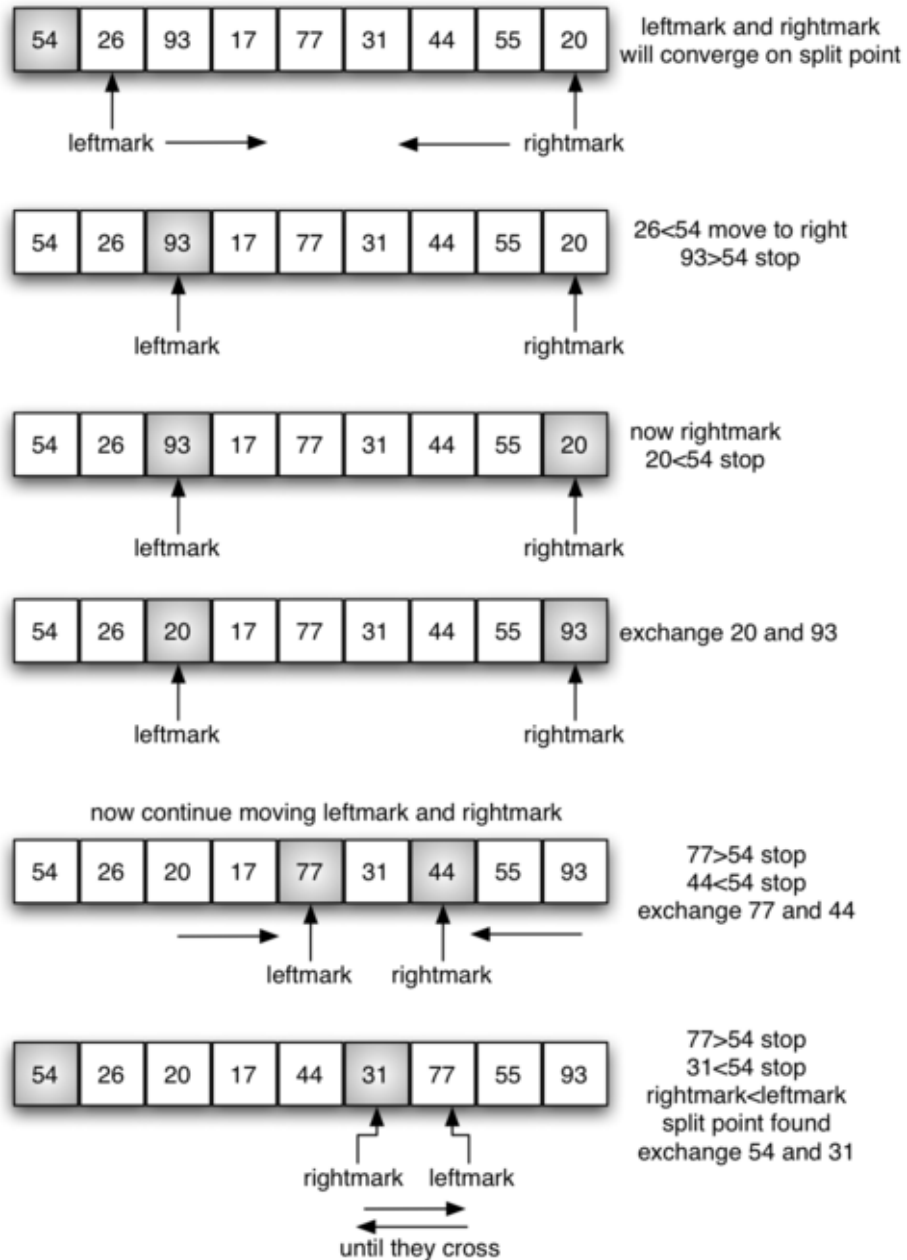 54 26 93 17 77 31 44 55 20
leftmark and rightmark
will converge on split point
leftmark rightmark
54 26 93 17 77 31 44 55 20
26<54 move to right
93>54 stop
leftmark rightmark
54 26 93 17 77 31 44 55 20
now rightmark
20<54 stop
leftmark rightmark
54 26 20 17 77 31 44 55 93
exchange 20 and 93
leftmark rightmark
now continue moving leftmark and rightmark
54 26 20 17 77 31 44 55 93
77>54 stop
44<54 stop
exchange 77 and 44
leftmark rightmark
54 26 20 17 44 31 77 55 93
77>54 stop
31<54 stop
rightmark<leftmark
split point found
exchange 54 and 31
rightmark leftmark
until they cross